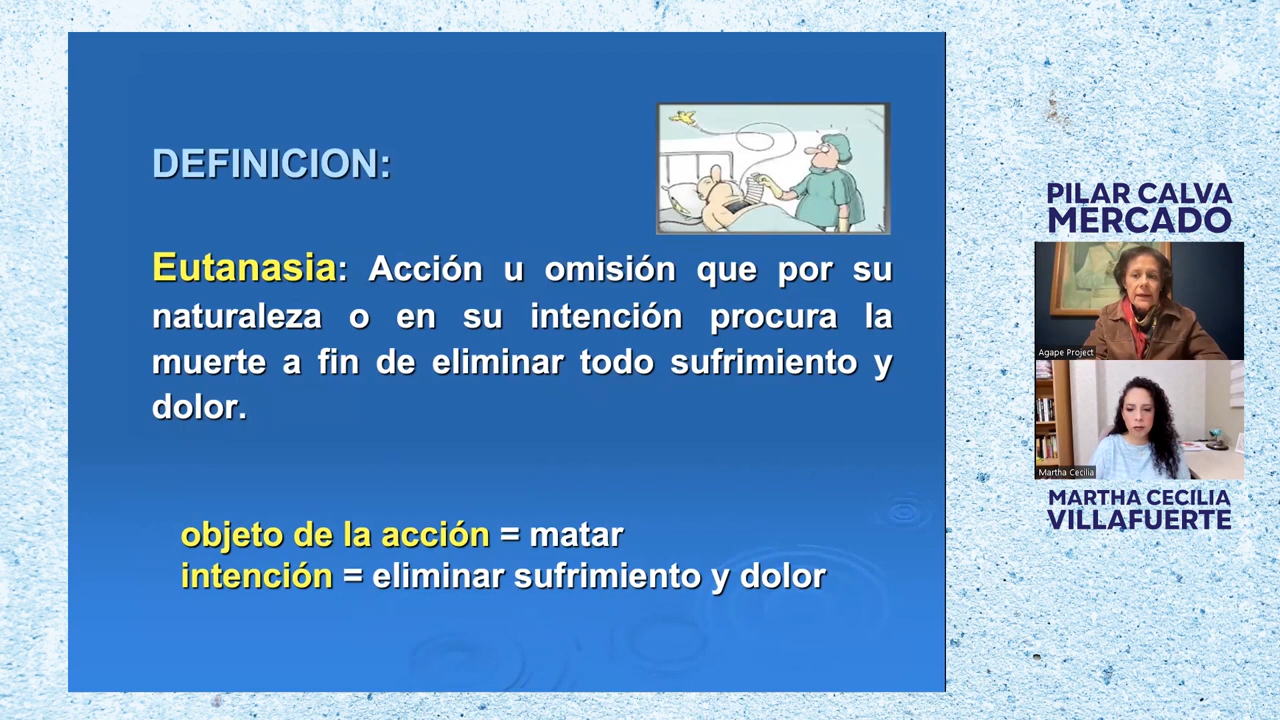 DEFINICION:
Eutanasia: Acción u omisión que por su
naturaleza o en su intención procura la
muerte a fin de eliminar todo sufrimiento y
dolor.
objeto de la acción = matar
intención = eliminar sufrimiento y dolor
PILAR CALVA
MERCADO
Agape Project
Martha Cecilia
MARTHA CECILIA
VILLAFUERTE